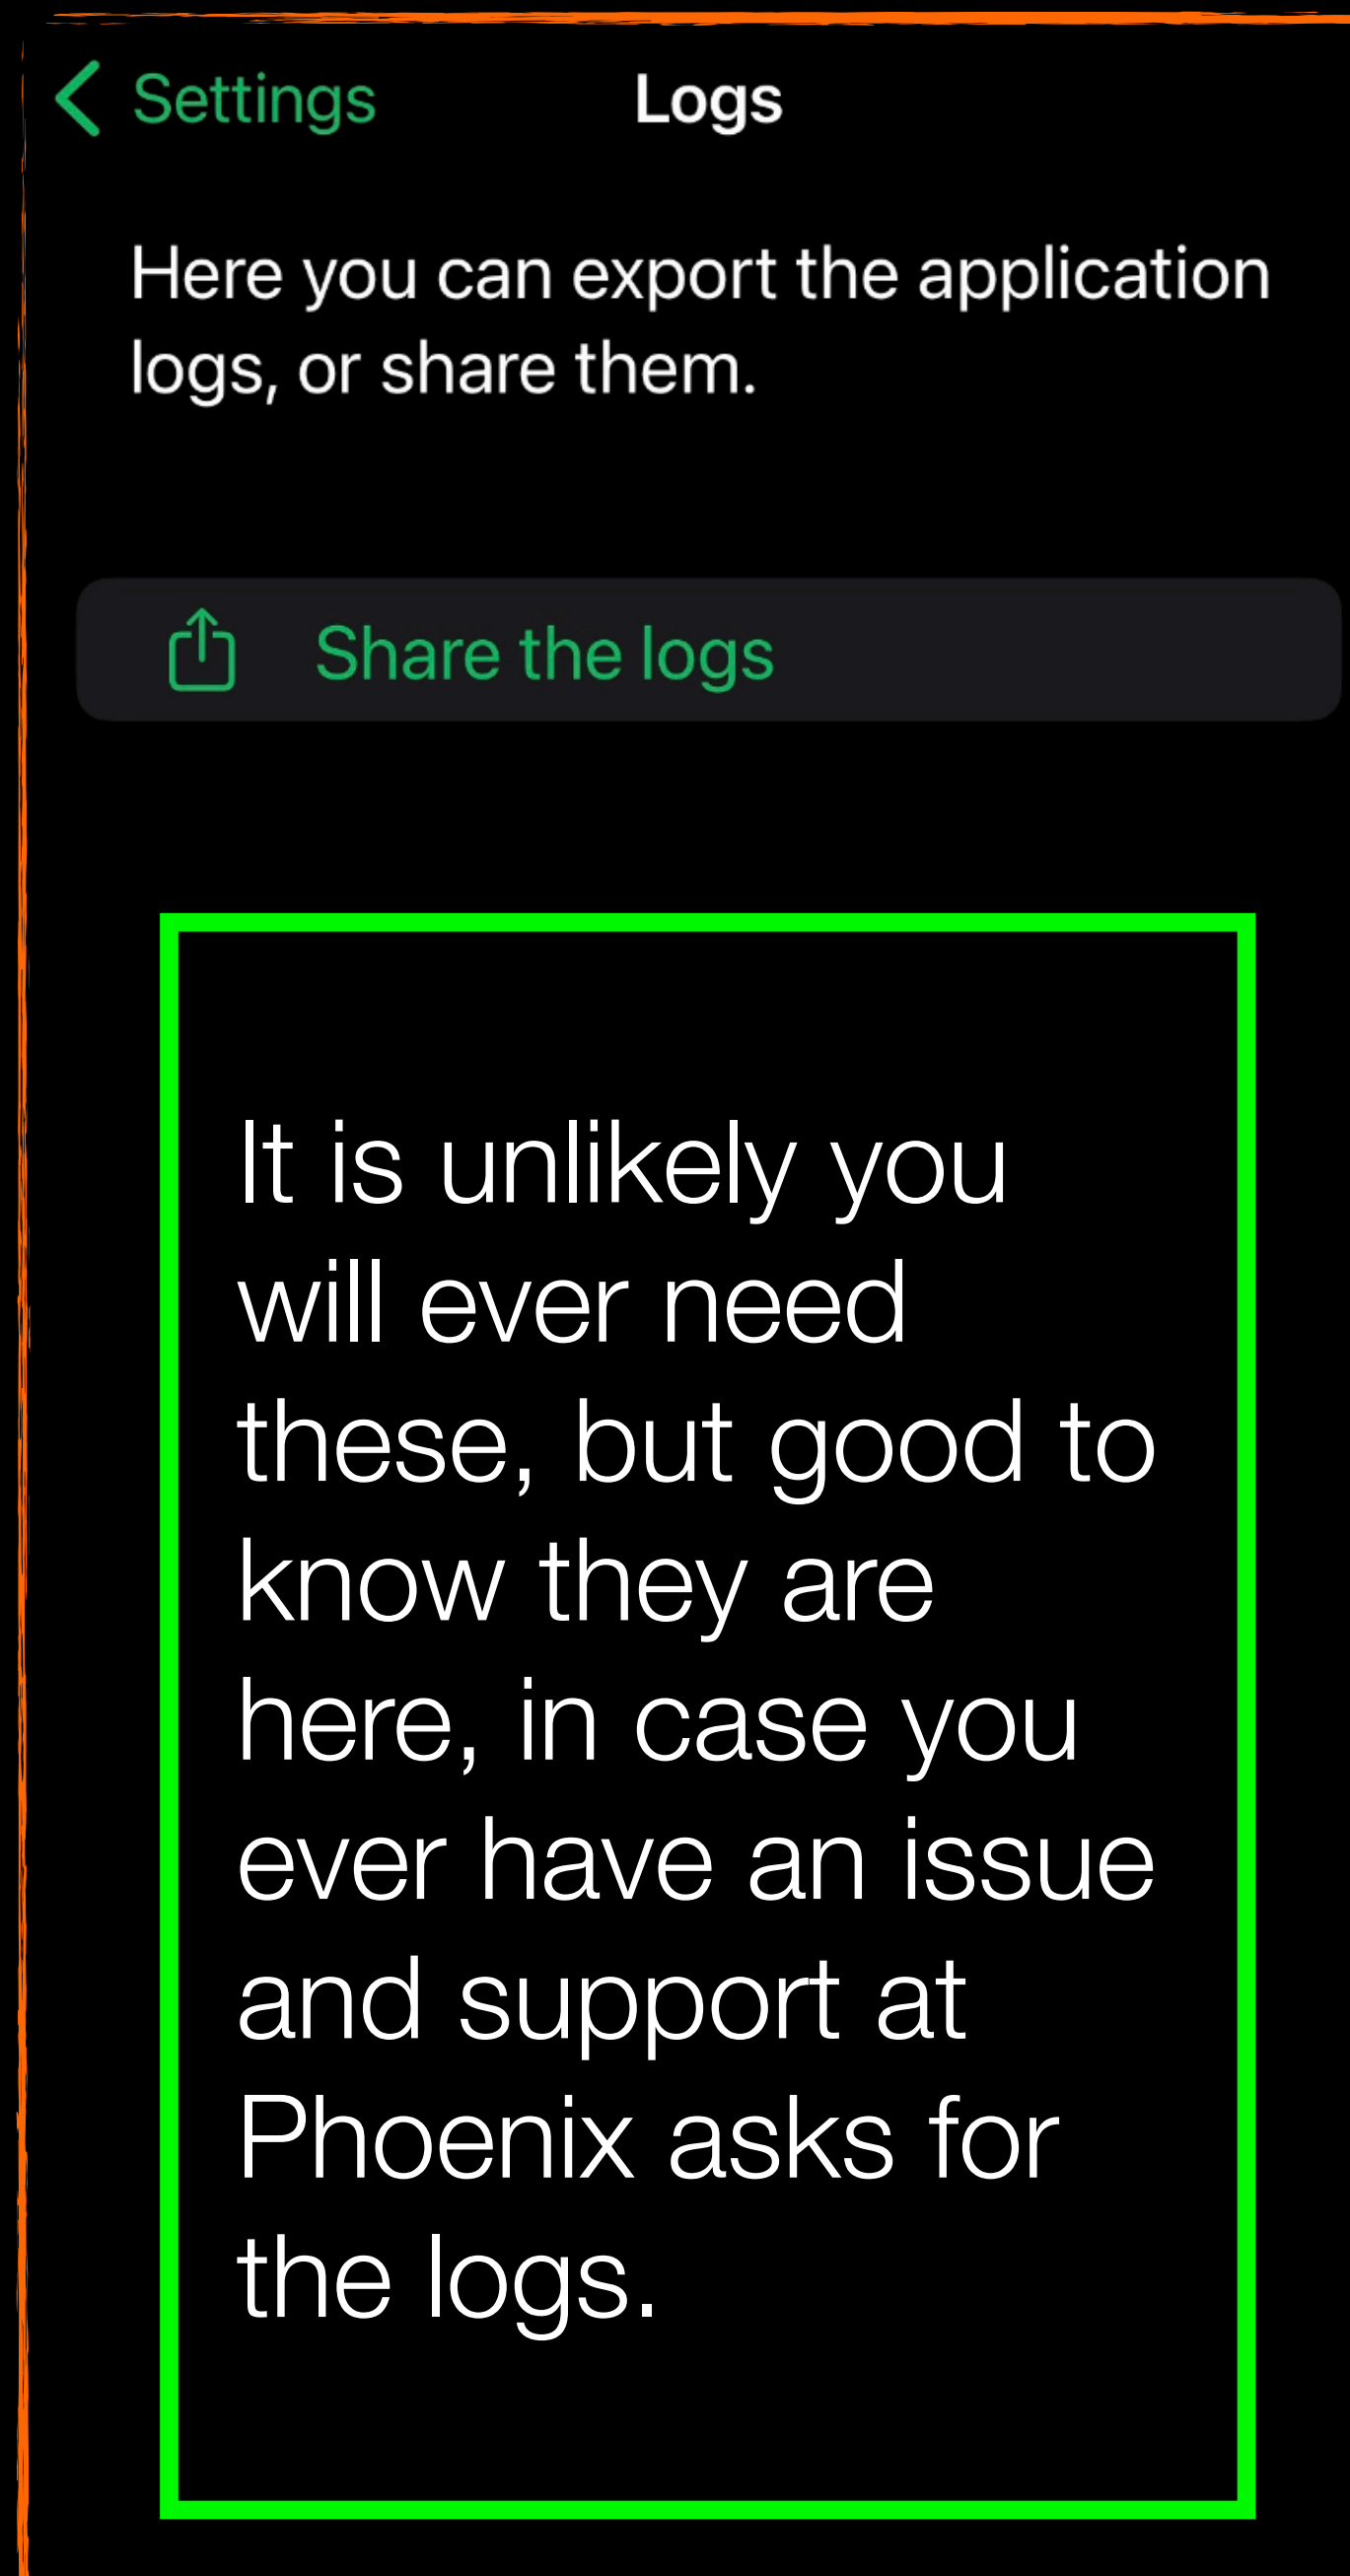 Settings
Logs
Here you can export the application
logs, or share them.
Share the logs
It is unlikely you
will ever need
these, but good to
know they are
here, in case you
ever have an issue
and support at
Phoenix asks for
the logs.